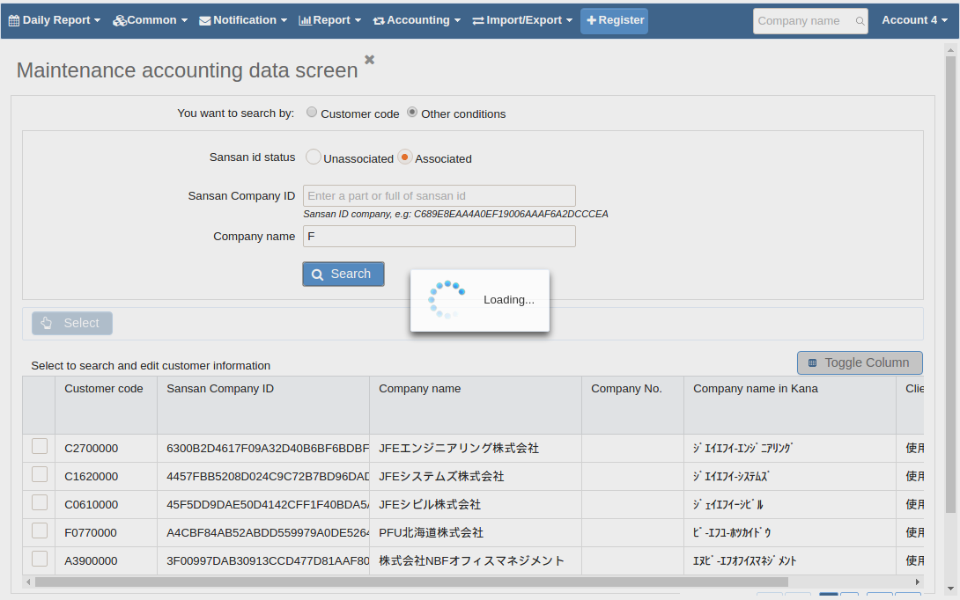 Daily Report Common Notification Report Accounting Import/Export Register Company name Account 4
Maintenance accounting data screen
You want to search by: Customer code Other conditions
Sansan id status Unassociated Associated
Sansan Company ID Enter a part or full of sansan id
Sansan ID company, e.g: C689E8EAA4A0EF19006AAAF6A2DCCCEA
Company name F
Search
Loading...
Select
Select to search and edit customer information
Toggle Column
Customer code Sansan Company ID Company name Company No. Company name in Kana Clie
C2700000 6300B2D4617F09A32D40B6BF6BDBF JFEエンジニアリング株式会社 ｼﾞｪｲｴﾌｲ-ｴﾝｼﾞﾆｱﾘﾝｸﾞ 使用
C1620000 4457FBB5208D024C9C72B7BD96DAD JFEシステムズ株式会社 ｼﾞｪｲｴﾌｲ-ｼｽﾃﾑｽﾞ 使用
C0610000 45F5DD9DAE50D4142CFF1F40BDA5 JFEシビル株式会社 ｼﾞｪｲｴﾌｲｰｼﾋﾞﾙ 使用
F0770000 A4CBF84AB52ABDD559979A0DE5264 PFU北海道株式会社 ﾋﾟ-ｴﾌﾕ-ﾎﾂｶｲﾄﾞｳ 使用
A3900000 3F00997DAB30913CCD477D81AAF80 株式会社NBFオフィスマネジメント ｴﾇﾋﾞ-ｴﾌｵﾌｲｽﾏﾈｼﾞﾒﾝﾄ 使用